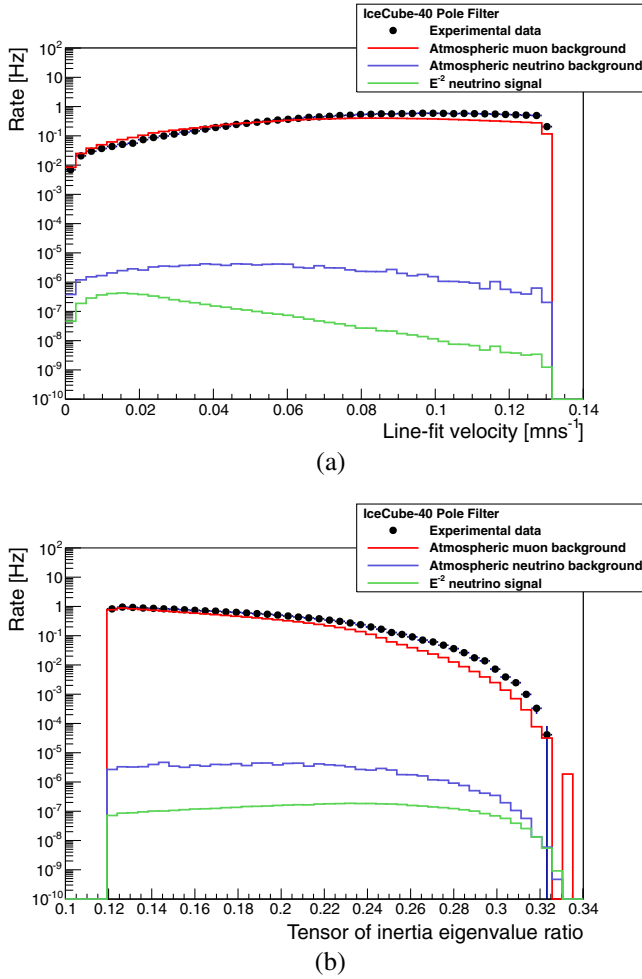 IceCube-40 Pole Filter
Experimental data
Atmospheric muon background
Atmospheric neutrino background
E⁻² neutrino signal
Rate [Hz]
10²
10
1
10⁻¹
10⁻²
10⁻³
10⁻⁴
10⁻⁵
10⁻⁶
10⁻⁷
10⁻⁸
10⁻⁹
10⁻¹⁰
0 0.02 0.04 0.06 0.08 0.1 0.12 0.14
Line-fit velocity [mns⁻¹]
(a)
IceCube-40 Pole Filter
Experimental data
Atmospheric muon background
Atmospheric neutrino background
E⁻² neutrino signal
Rate [Hz]
10²
10
1
10⁻¹
10⁻²
10⁻³
10⁻⁴
10⁻⁵
10⁻⁶
10⁻⁷
10⁻⁸
10⁻⁹
10⁻¹⁰
0.1 0.12 0.14 0.16 0.18 0.2 0.22 0.24 0.26 0.28 0.3 0.32 0.34
Tensor of inertia eigenvalue ratio
(b)